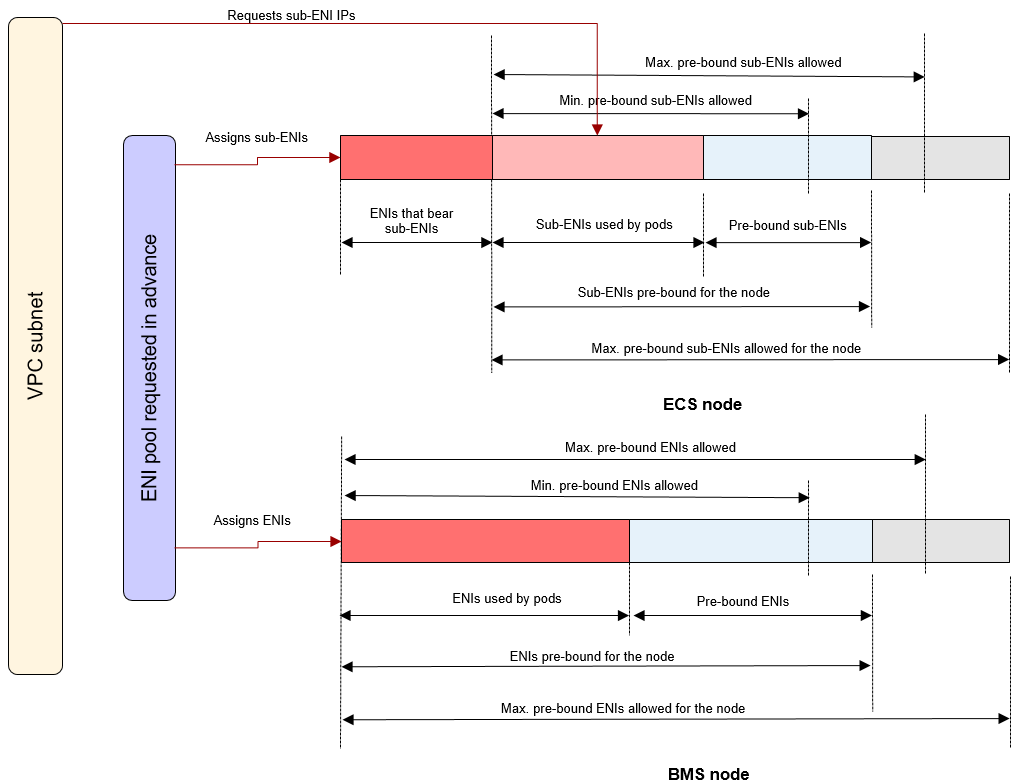 Requests sub-ENI IPs
Max. pre-bound sub-ENIs allowed
Min. pre-bound sub-ENIs allowed
Assigns sub-ENIs
ENIs that bear
sub-ENIs
Sub-ENIs used by pods
Pre-bound sub-ENIs
Sub-ENIs pre-bound for the node
Max. pre-bound sub-ENIs allowed for the node
ECS node
VPC subnet
ENI pool requested in advance
Max. pre-bound ENIs allowed
Min. pre-bound ENIs allowed
Assigns ENIs
ENIs used by pods
Pre-bound ENIs
ENIs pre-bound for the node
Max. pre-bound ENIs allowed for the node
BMS node